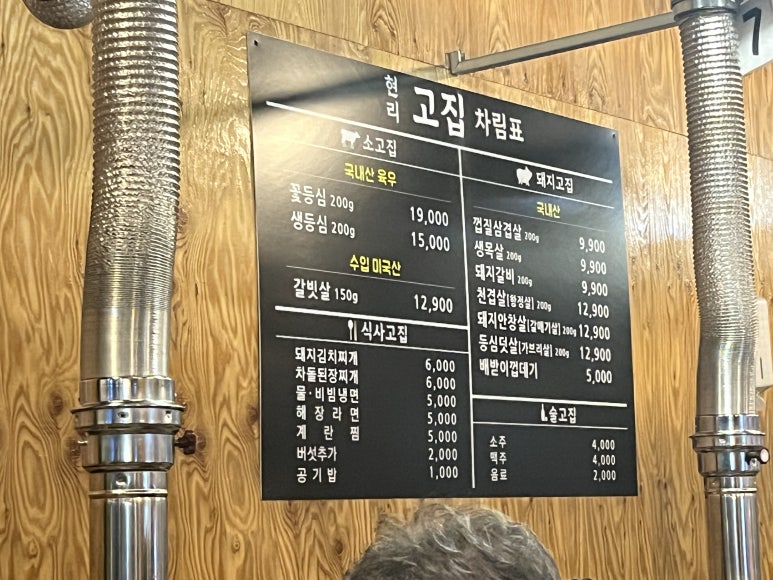 현리 고집 차림표
소고집
국내산 육우
꽃등심 200g 19,000
생등심 200g 15,000
수입 미국산
갈빗살 150g 12,900
식사고집
돼지김치찌개 6,000
차돌된장찌개 6,000
물·비빔냉면 5,000
해 장 라 면 5,000
계 란 찜 5,000
버섯추가 2,000
공 기 밥 1,000
돼지고집
국내산
껍질삼겹살 200g 9,900
생목살 200g 9,900
돼지갈비 200g 9,900
천겹살[항정살] 200g 12,900
돼지안창살[갈매기살] 200g 12,900
등심덧살[가브리살] 200g 12,900
배받이껍데기 5,000
술고집
소주 4,000
맥주 4,000
음료 2,000
7